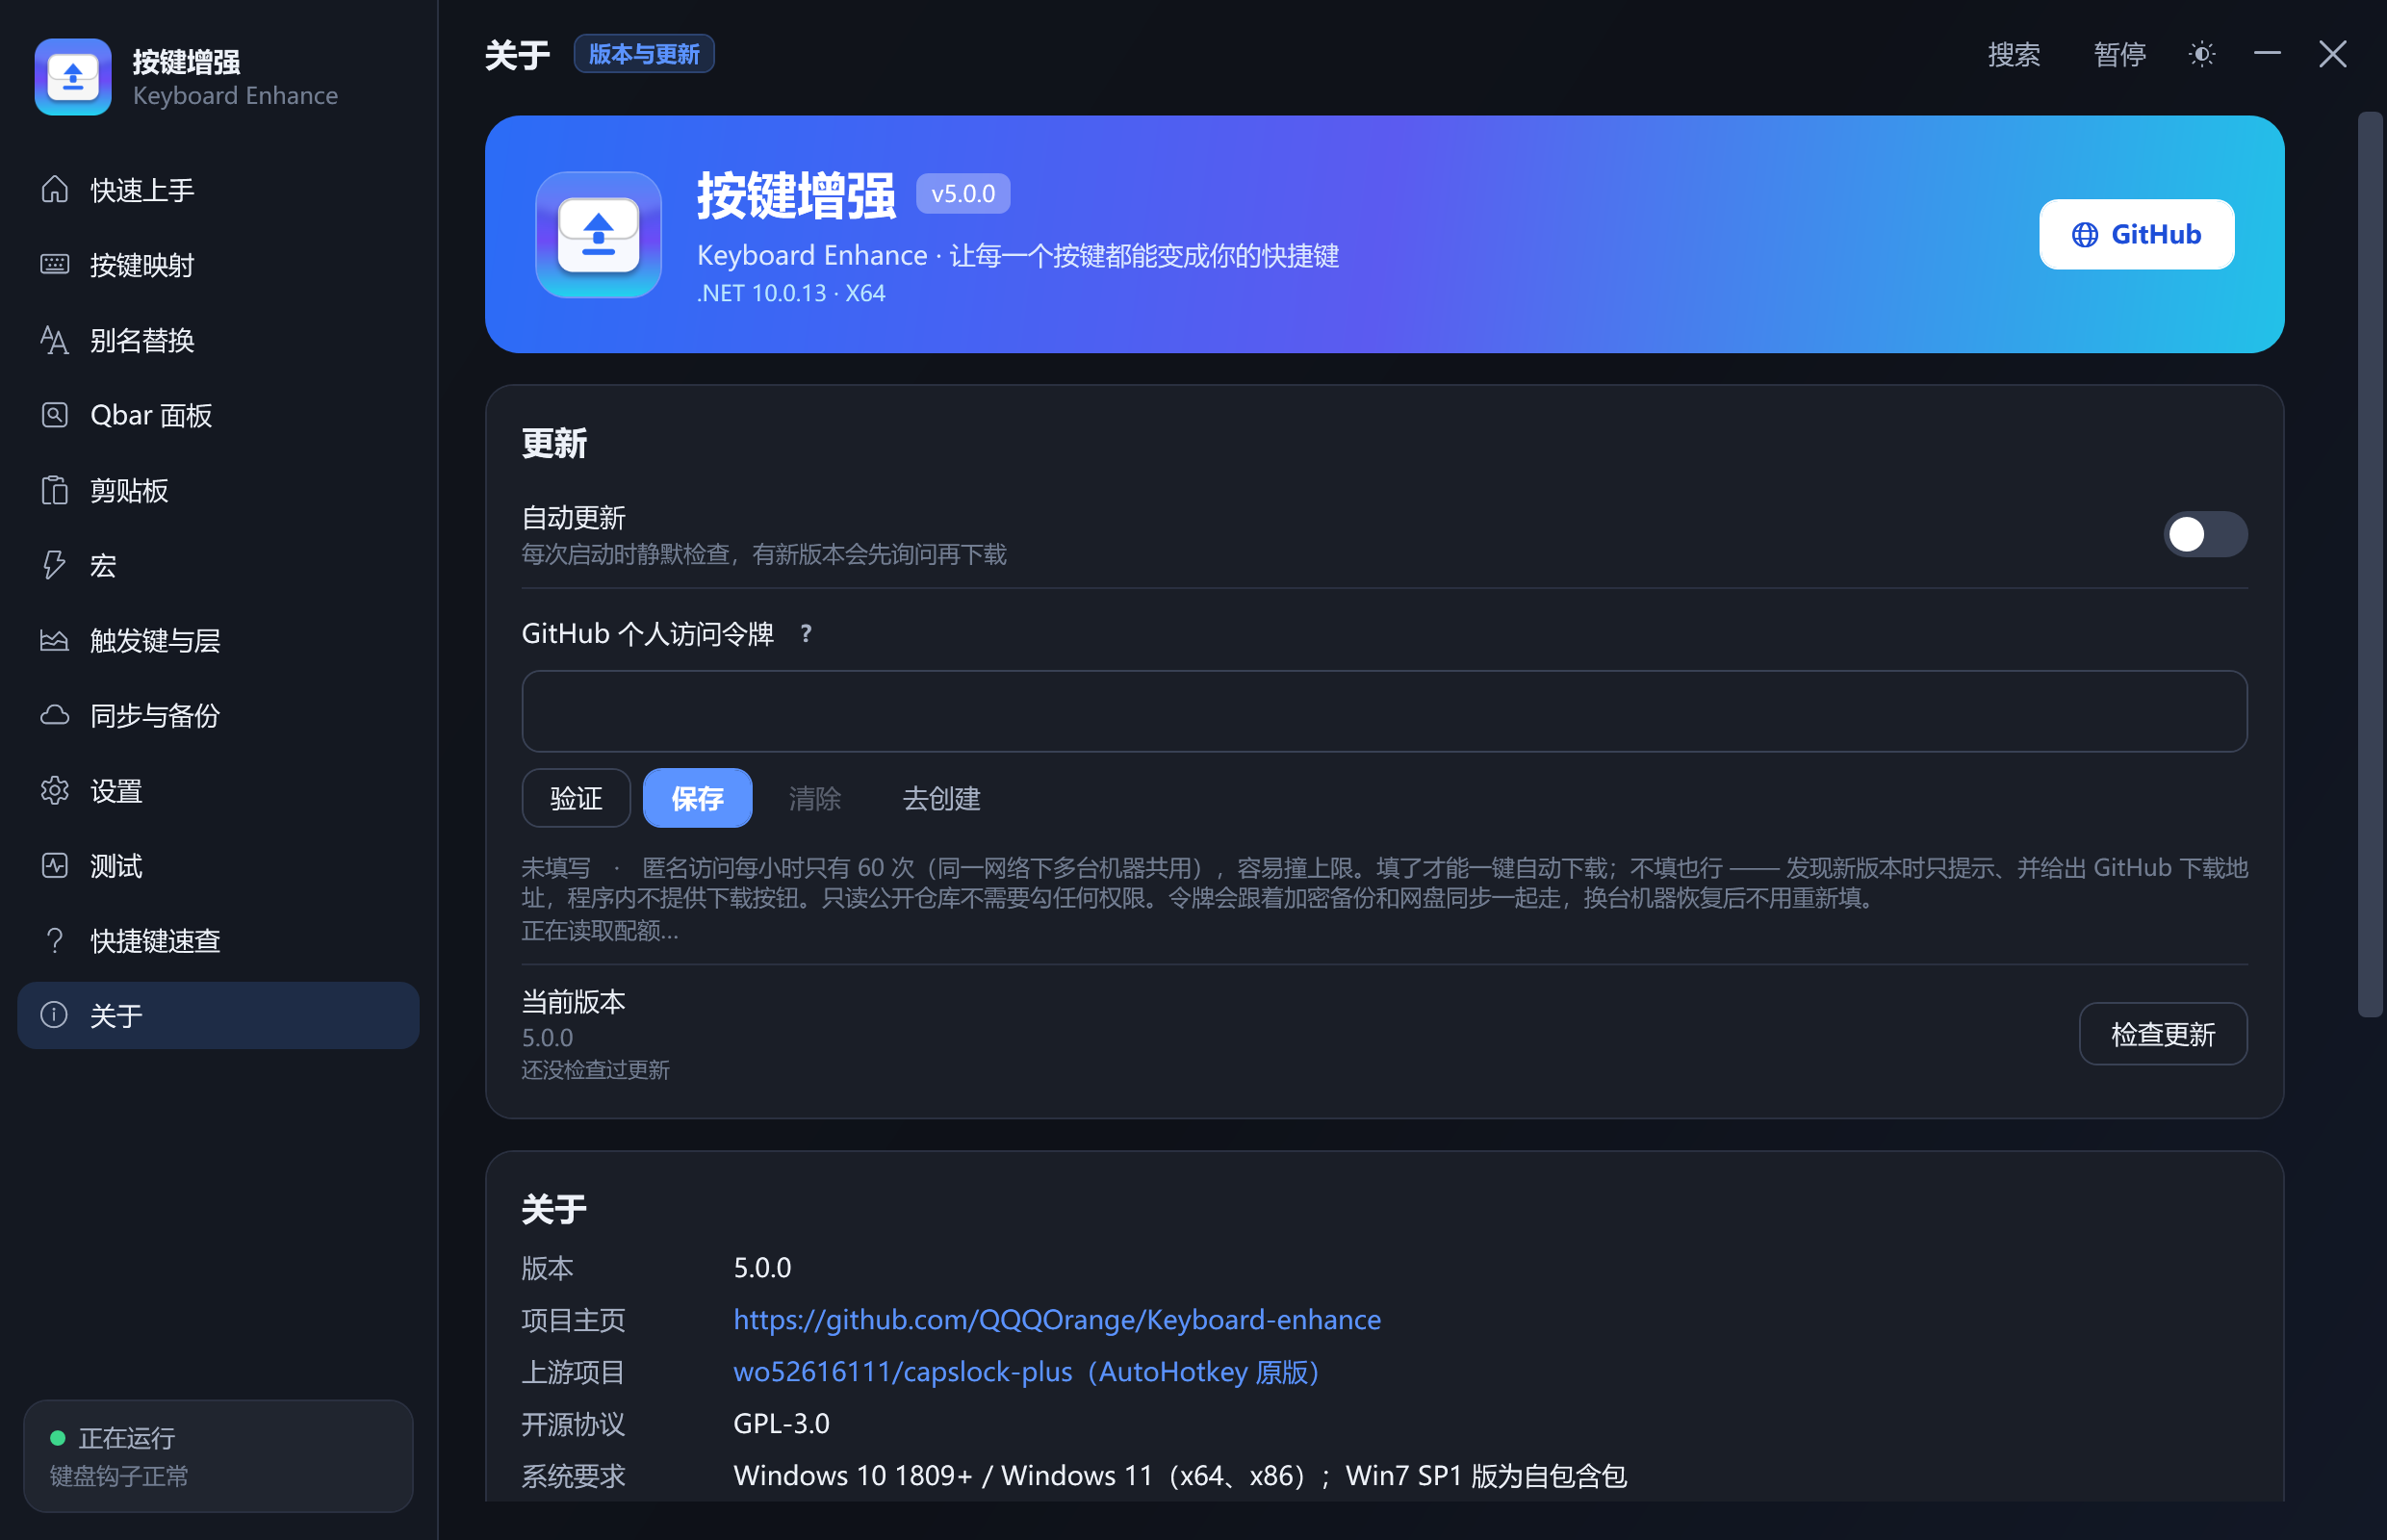 按键增强
Keyboard Enhance
快速上手
按键映射
别名替换
Qbar 面板
剪贴板
宏
触发键与层
同步与备份
设置
测试
快捷键速查
关于
正在运行
键盘钩子正常
关于
版本与更新
搜索
暂停
按键增强
v5.0.0
Keyboard Enhance · 让每一个按键都能变成你的快捷键
.NET 10.0.13 · X64
GitHub
更新
自动更新
每次启动时静默检查，有新版本会先询问再下载
GitHub 个人访问令牌 ?
验证
保存
清除
去创建
未填写 · 匿名访问每小时只有 60 次（同一网络下多台机器共用），容易撞上限。填了才能一键自动下载；不填也行 —— 发现新版本时只提示、并给出 GitHub 下载地
址，程序内不提供下载按钮。只读公开仓库不需要勾任何权限。令牌会跟着加密备份和网盘同步一起走，换台机器恢复后不用重新填。
正在读取配额...
当前版本
5.0.0
还没检查过更新
检查更新
关于
版本 5.0.0
项目主页 https://github.com/QQQOrange/Keyboard-enhance
上游项目 wo52616111/capslock-plus（AutoHotkey 原版）
开源协议 GPL-3.0
系统要求 Windows 10 1809+ / Windows 11（x64、x86）；Win7 SP1 版为自包含包